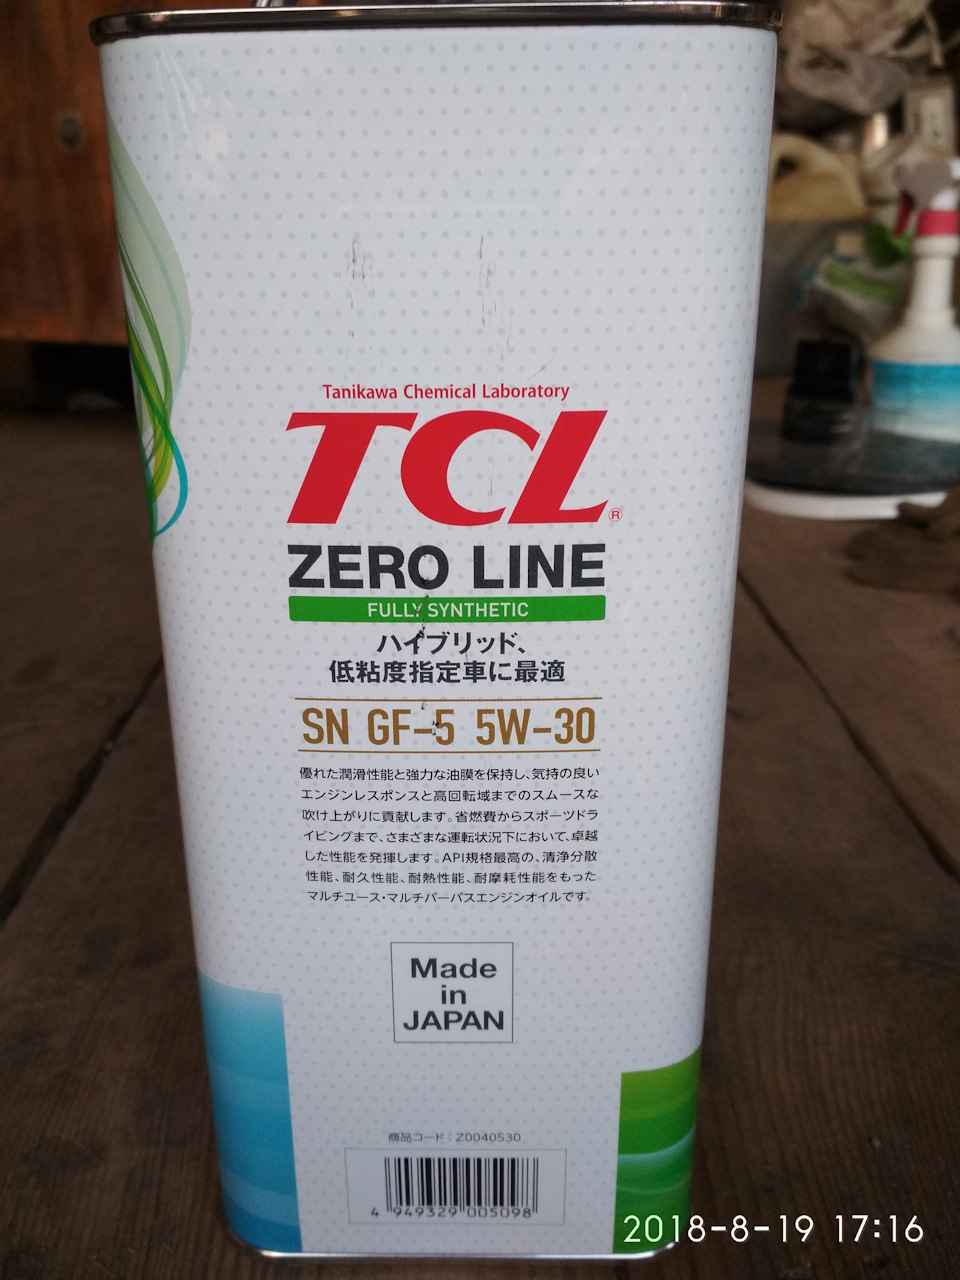 Tanikawa Chemical Laboratory
TCL®
ZERO LINE
FULLY SYNTHETIC
ハイブリッド、
低粘度指定車に最適
SN GF-5 5W-30
優れた潤滑性能と強力な油膜を保持し、気持の良い
エンジンレスポンスと高回転域までのスムースな
吹け上がりに貢献します。省燃費からスポーツドラ
イビングまで、さまざまな運転状況下において、卓越
した性能を発揮します。API規格最高の、清浄分散
性能、耐久性能、耐熱性能、耐摩耗性能をもった
マルチユース・マルチパーパスエンジンオイルです。
Made
in
JAPAN
商品コード：Z0040530
4 949329 005098
2018-8-19 17:16